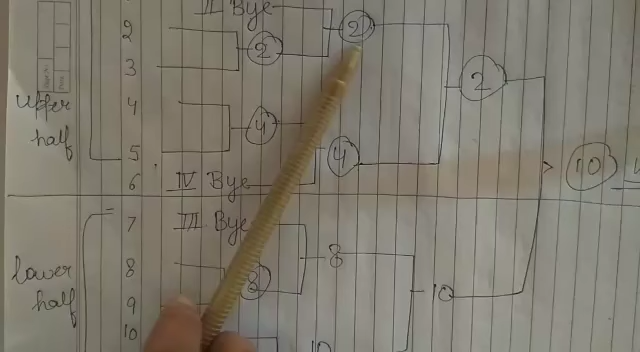 II Bye
2 2
2 2
3
4 4
upper
half
5 4 10
6 IV Bye
7 III Bye
8 8
lower
half
8 10
9
10 10